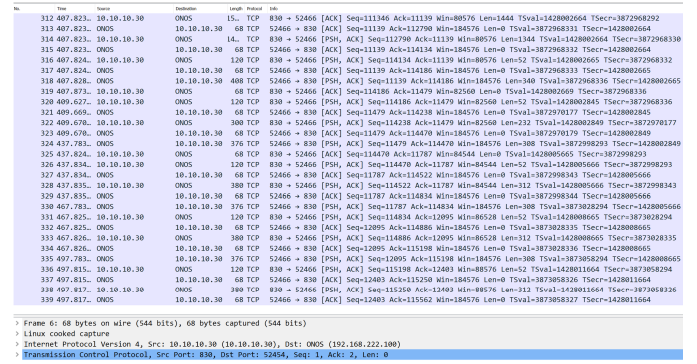 No. Time Source Destination Length Protocol Info
312 407.823… 10.10.10.30 ONOS 15… TCP 830 → 52466 [ACK] Seq=111346 Ack=11139 Win=80576 Len=1444 TSval=1428002664 TSecr=3872968292
313 407.823… ONOS 10.10.10.30 68 TCP 52466 → 830 [ACK] Seq=11139 Ack=112790 Win=184576 Len=0 TSval=3872968331 TSecr=1428002664
314 407.823… 10.10.10.30 ONOS 14… TCP 830 → 52466 [PSH, ACK] Seq=112790 Ack=11139 Win=80576 Len=1344 TSval=1428002664 TSecr=3872968330
315 407.823… ONOS 10.10.10.30 68 TCP 52466 → 830 [ACK] Seq=11139 Ack=114134 Win=184576 Len=0 TSval=3872968332 TSecr=1428002664
316 407.824… 10.10.10.30 ONOS 120 TCP 830 → 52466 [PSH, ACK] Seq=114134 Ack=11139 Win=80576 Len=52 TSval=1428002665 TSecr=3872968332
317 407.824… ONOS 10.10.10.30 68 TCP 52466 → 830 [ACK] Seq=11139 Ack=114186 Win=184576 Len=0 TSval=3872968333 TSecr=1428002665
318 407.828… ONOS 10.10.10.30 408 TCP 52466 → 830 [PSH, ACK] Seq=11139 Ack=114186 Win=184576 Len=340 TSval=3872968336 TSecr=1428002665
319 407.873… 10.10.10.30 ONOS 68 TCP 830 → 52466 [ACK] Seq=114186 Ack=11479 Win=82560 Len=0 TSval=1428002669 TSecr=3872968336
320 409.627… 10.10.10.30 ONOS 120 TCP 830 → 52466 [PSH, ACK] Seq=114186 Ack=11479 Win=82560 Len=52 TSval=1428002845 TSecr=3872968336
321 409.669… ONOS 10.10.10.30 68 TCP 52466 → 830 [ACK] Seq=11479 Ack=114238 Win=184576 Len=0 TSval=3872970177 TSecr=1428002845
322 409.670… 10.10.10.30 ONOS 300 TCP 830 → 52466 [PSH, ACK] Seq=114238 Ack=11479 Win=82560 Len=232 TSval=1428002849 TSecr=3872970177
323 409.670… ONOS 10.10.10.30 68 TCP 52466 → 830 [ACK] Seq=11479 Ack=114470 Win=184576 Len=0 TSval=3872970179 TSecr=1428002849
324 437.783… ONOS 10.10.10.30 376 TCP 52466 → 830 [PSH, ACK] Seq=11479 Ack=114470 Win=184576 Len=308 TSval=3872998293 TSecr=1428002849
325 437.824… 10.10.10.30 ONOS 68 TCP 830 → 52466 [ACK] Seq=114470 Ack=11787 Win=84544 Len=0 TSval=1428005665 TSecr=3872998293
326 437.834… 10.10.10.30 ONOS 120 TCP 830 → 52466 [PSH, ACK] Seq=114470 Ack=11787 Win=84544 Len=52 TSval=1428005666 TSecr=3872998293
327 437.834… ONOS 10.10.10.30 68 TCP 52466 → 830 [ACK] Seq=11787 Ack=114522 Win=184576 Len=0 TSval=3872998343 TSecr=1428005666
328 437.835… 10.10.10.30 ONOS 380 TCP 830 → 52466 [PSH, ACK] Seq=114522 Ack=11787 Win=84544 Len=312 TSval=1428005666 TSecr=3872998343
329 437.835… ONOS 10.10.10.30 68 TCP 52466 → 830 [ACK] Seq=11787 Ack=114834 Win=184576 Len=0 TSval=3872998344 TSecr=1428005666
330 467.783… ONOS 10.10.10.30 376 TCP 52466 → 830 [PSH, ACK] Seq=11787 Ack=114834 Win=184576 Len=308 TSval=3873028294 TSecr=1428005666
331 467.825… 10.10.10.30 ONOS 120 TCP 830 → 52466 [PSH, ACK] Seq=114834 Ack=12095 Win=86528 Len=52 TSval=1428008665 TSecr=3873028294
332 467.825… ONOS 10.10.10.30 68 TCP 52466 → 830 [ACK] Seq=12095 Ack=114886 Win=184576 Len=0 TSval=3873028335 TSecr=1428008665
333 467.826… 10.10.10.30 ONOS 380 TCP 830 → 52466 [PSH, ACK] Seq=114886 Ack=12095 Win=86528 Len=312 TSval=1428008665 TSecr=3873028335
334 467.826… ONOS 10.10.10.30 68 TCP 52466 → 830 [ACK] Seq=12095 Ack=115198 Win=184576 Len=0 TSval=3873028336 TSecr=1428008665
335 497.783… ONOS 10.10.10.30 376 TCP 52466 → 830 [PSH, ACK] Seq=12095 Ack=115198 Win=184576 Len=308 TSval=3873058294 TSecr=1428008665
336 497.815… 10.10.10.30 ONOS 120 TCP 830 → 52466 [PSH, ACK] Seq=115198 Ack=12403 Win=88576 Len=52 TSval=1428011664 TSecr=3873058294
337 497.815… ONOS 10.10.10.30 68 TCP 52466 → 830 [ACK] Seq=12403 Ack=115250 Win=184576 Len=0 TSval=3873058326 TSecr=1428011664
338 497.817… 10.10.10.30 ONOS 380 TCP 830 → 52466 [PSH, ACK] Seq=115250 Ack=12403 Win=88576 Len=312 TSval=1428011664 TSecr=3873058326
339 497.817… ONOS 10.10.10.30 68 TCP 52466 → 830 [ACK] Seq=12403 Ack=115562 Win=184576 Len=0 TSval=3873058327 TSecr=1428011664
> Frame 6: 68 bytes on wire (544 bits), 68 bytes captured (544 bits)
> Linux cooked capture
> Internet Protocol Version 4, Src: 10.10.10.30 (10.10.10.30), Dst: ONOS (192.168.222.100)
> Transmission Control Protocol, Src Port: 830, Dst Port: 52454, Seq: 1, Ack: 2, Len: 0